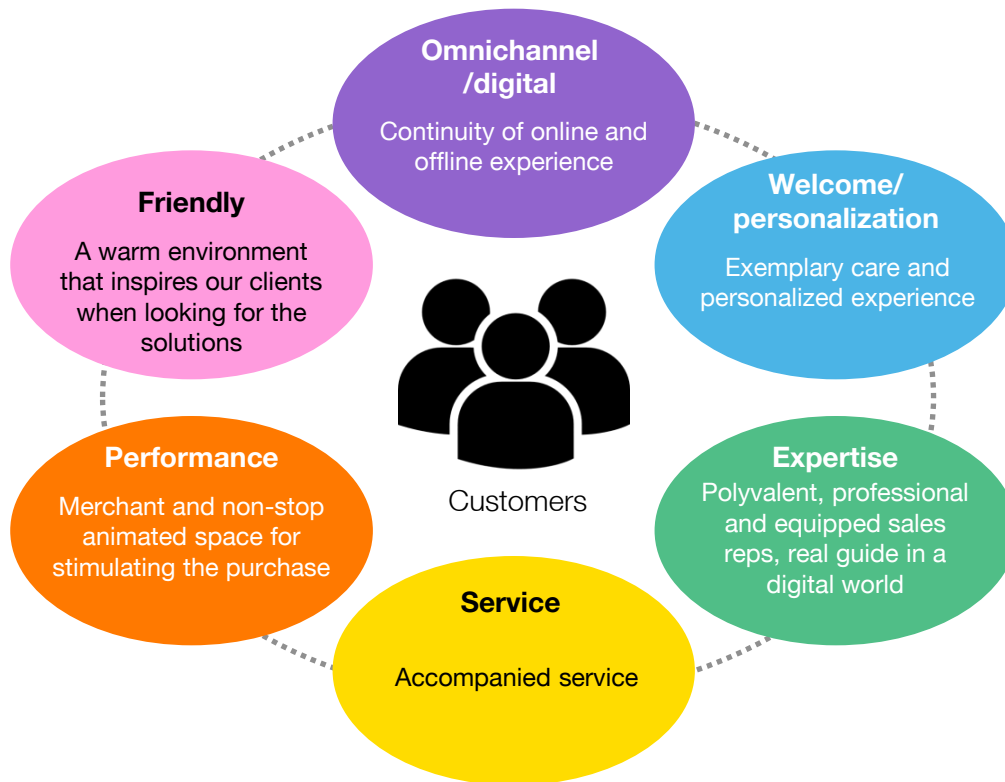 Omnichannel
/digital
Continuity of online and
offline experience
Welcome/
personalization
Exemplary care and
personalized experience
Expertise
Polyvalent, professional
and equipped sales
reps, real guide in a
digital world
Service
Accompanied service
Performance
Merchant and non-stop
animated space for
stimulating the purchase
Friendly
A warm environment
that inspires our clients
when looking for the
solutions
Customers